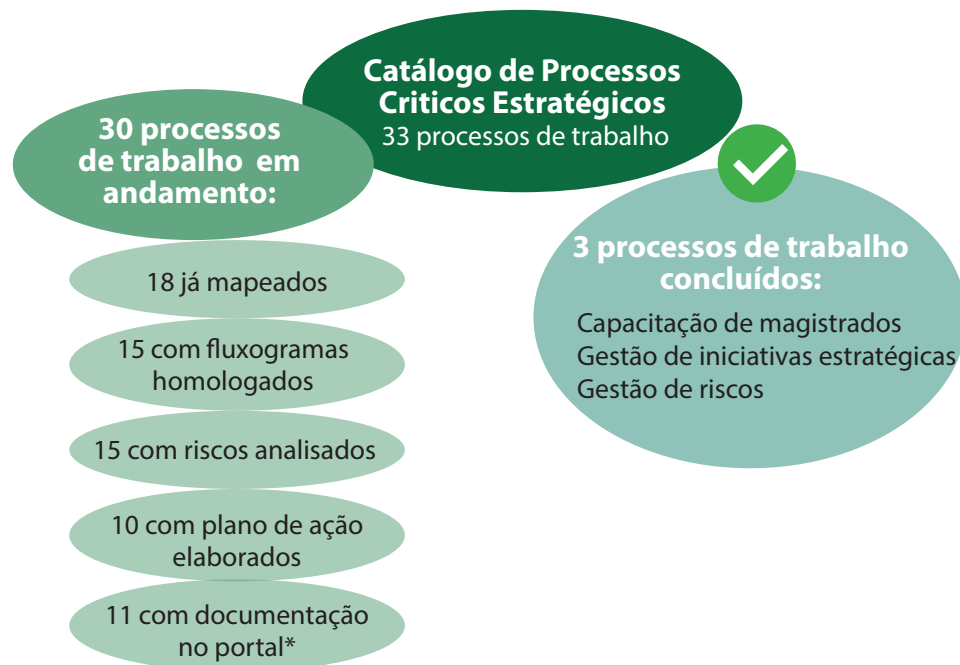 Catálogo de Processos
Criticos Estratégicos
33 processos de trabalho
30 processos
de trabalho em
andamento:
18 já mapeados
15 com fluxogramas
homologados
15 com riscos analisados
10 com plano de ação
elaborados
11 com documentação
no portal*
3 processos de trabalho
concluídos:
Capacitação de magistrados
Gestão de iniciativas estratégicas
Gestão de riscos